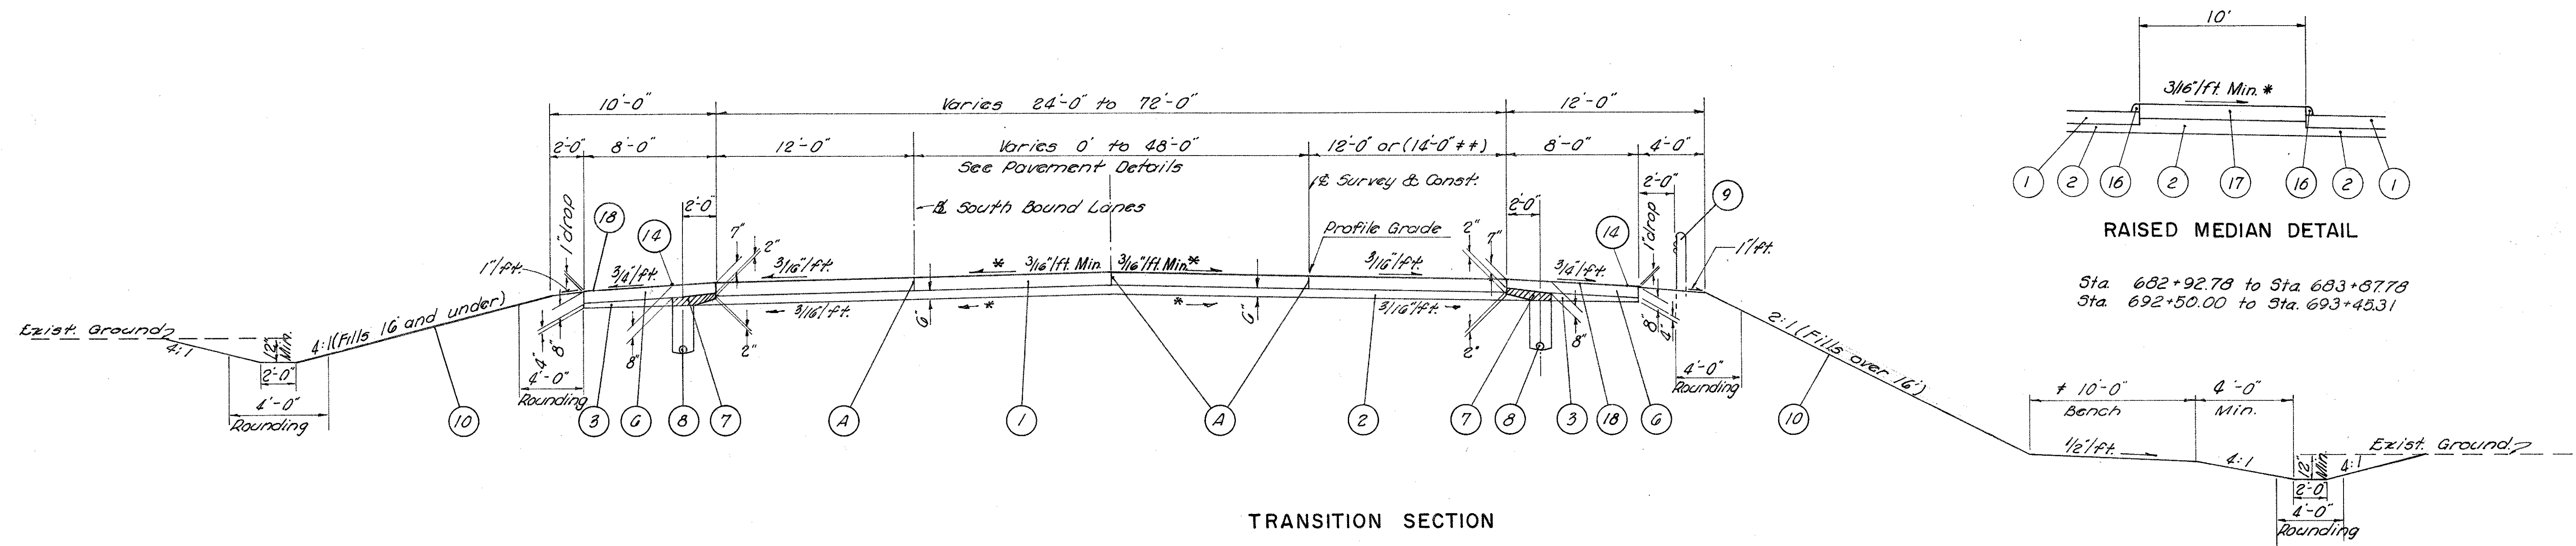 10'
3/16"/ft. Min. *
10'-0"
Varies 24'-0" to 72'-0"
12'-0"
2'-0" 8'-0" 12'-0" Varies 0' to 48'-0" 12'-0" or (14'-0" ‡‡) 8'-0" 4'-0"
See Pavement Details
1 2 16 2 17 16 2 1
RAISED MEDIAN DETAIL
℄ Survey & Const.
2'-0" 9
1" drop 18 2'-0" ℄ South Bound Lanes 2'-0" 1" drop
14 7" 2" Profile Grade 2" 7" 14
1"/ft.
1"/ft. 3/4"/ft. 3/16"/ft. * 3/16"/ft. Min. 3/16"/ft. Min.* 3/16"/ft. 3/4"/ft.
Sta. 682+92.78 to Sta. 683+87.78
Sta. 692+50.00 to Sta. 693+45.31
3/16"/ft. * 6" * 6" 3/16"/ft.
Exist. Ground
4:1 12" Min. 4:1 (Fills 16' and under)
4" 8" 8" 2" 2" 8" 8" 4"
2:1 (Fills over 16')
2'-0" 4'-0" 4'-0"
Rounding Rounding
4'-0"
Rounding
10 3 6 8 7 A 1 A 2 7 8 3 18 6 10
‡ 10'-0" 4'-0"
Bench Min.
1/2"/ft. 4:1 12" Min. 4:1 Exist. Ground
2'-0"
4'-0"
Rounding
TRANSITION SECTION